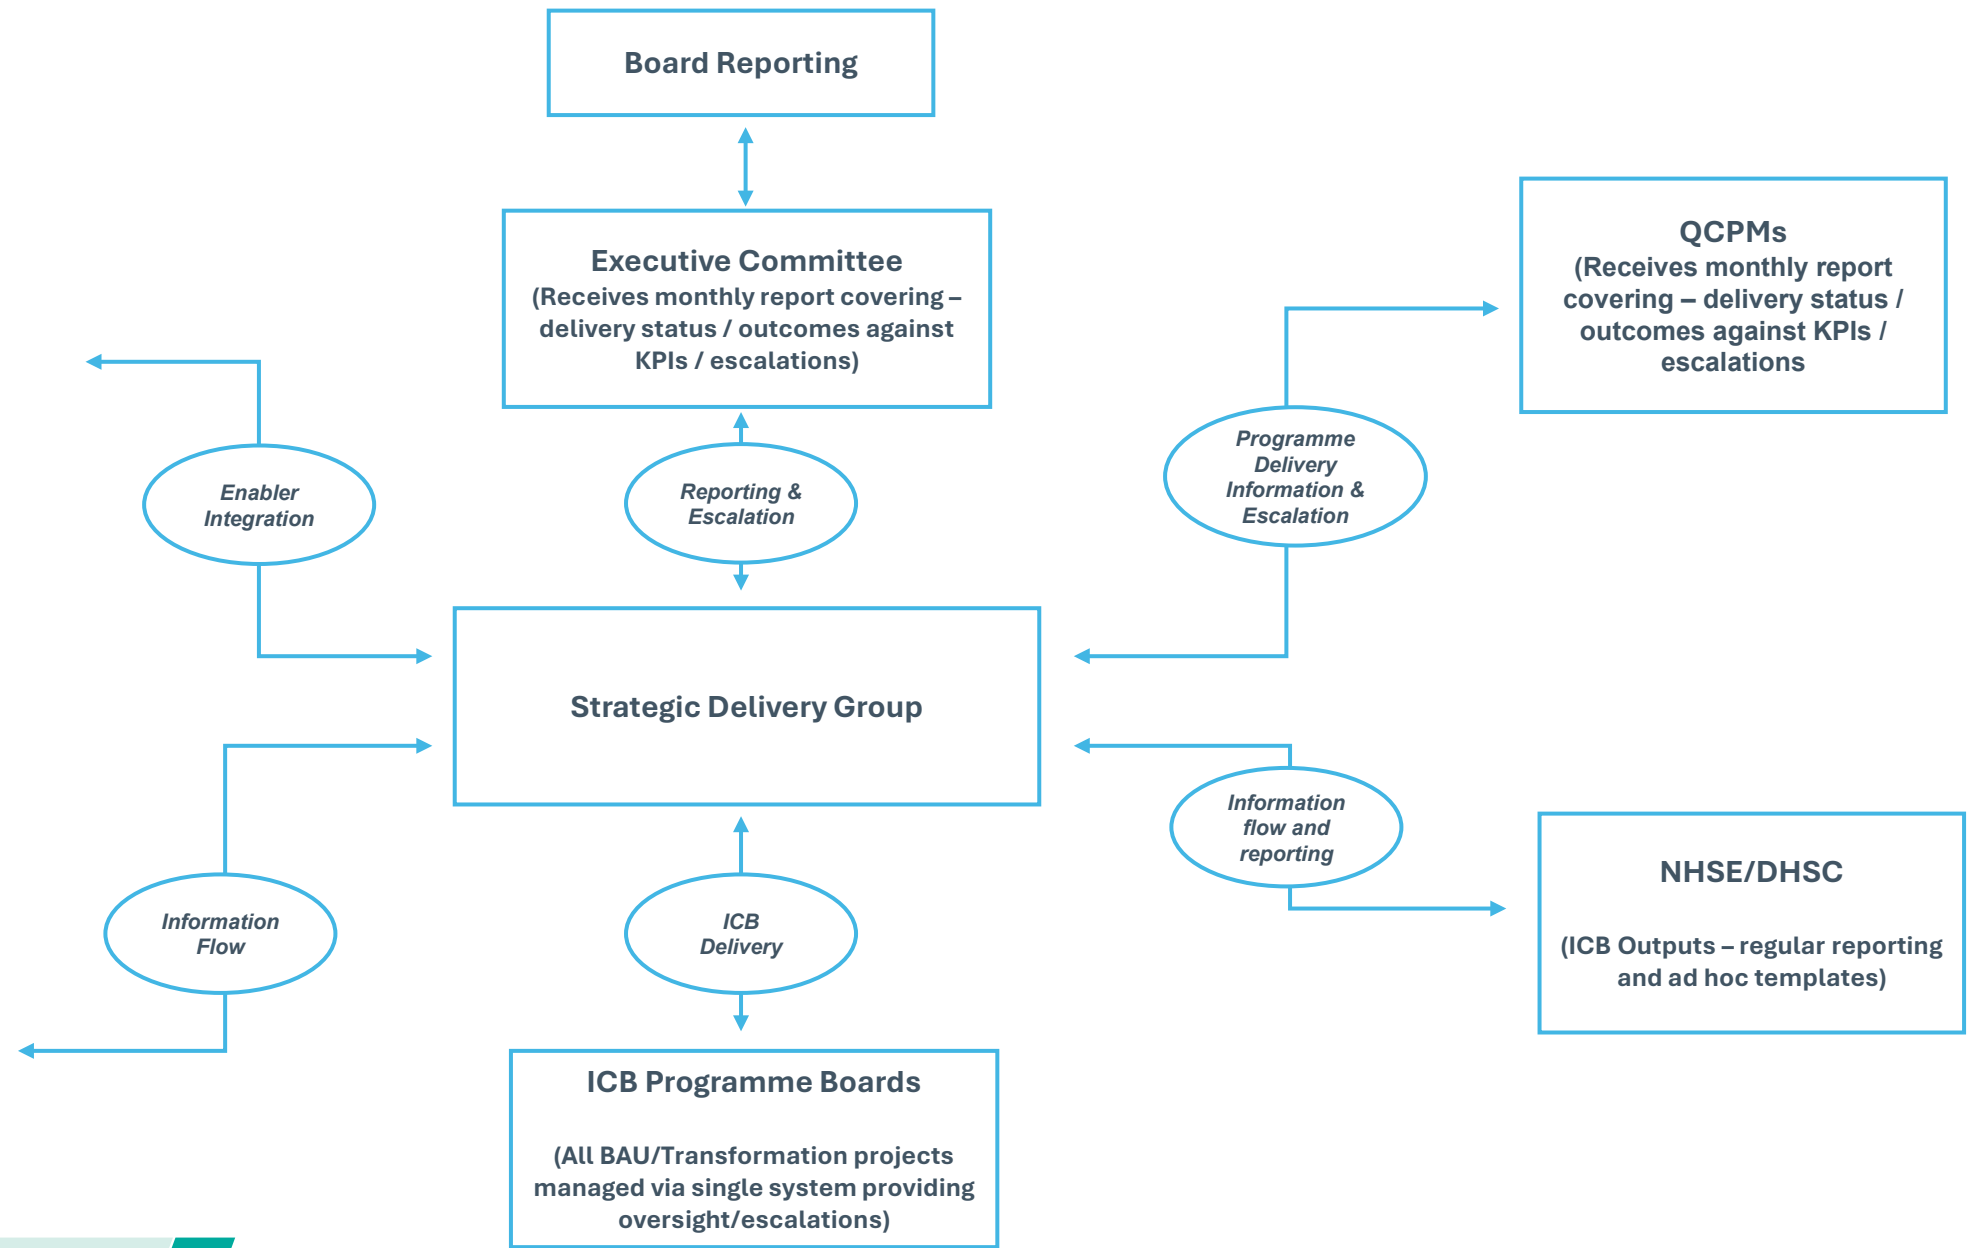 Board Reporting
Executive Committee
(Receives monthly report covering –
delivery status / outcomes against
KPIs / escalations)
QCPMs
(Receives monthly report
covering – delivery status /
outcomes against KPIs /
escalations
Enabler
Integration
Reporting &
Escalation
Programme
Delivery
Information &
Escalation
Strategic Delivery Group
Information
Flow
ICB
Delivery
Information
flow and
reporting
NHSE/DHSC
(ICB Outputs – regular reporting
and ad hoc templates)
ICB Programme Boards
(All BAU/Transformation projects
managed via single system providing
oversight/escalations)